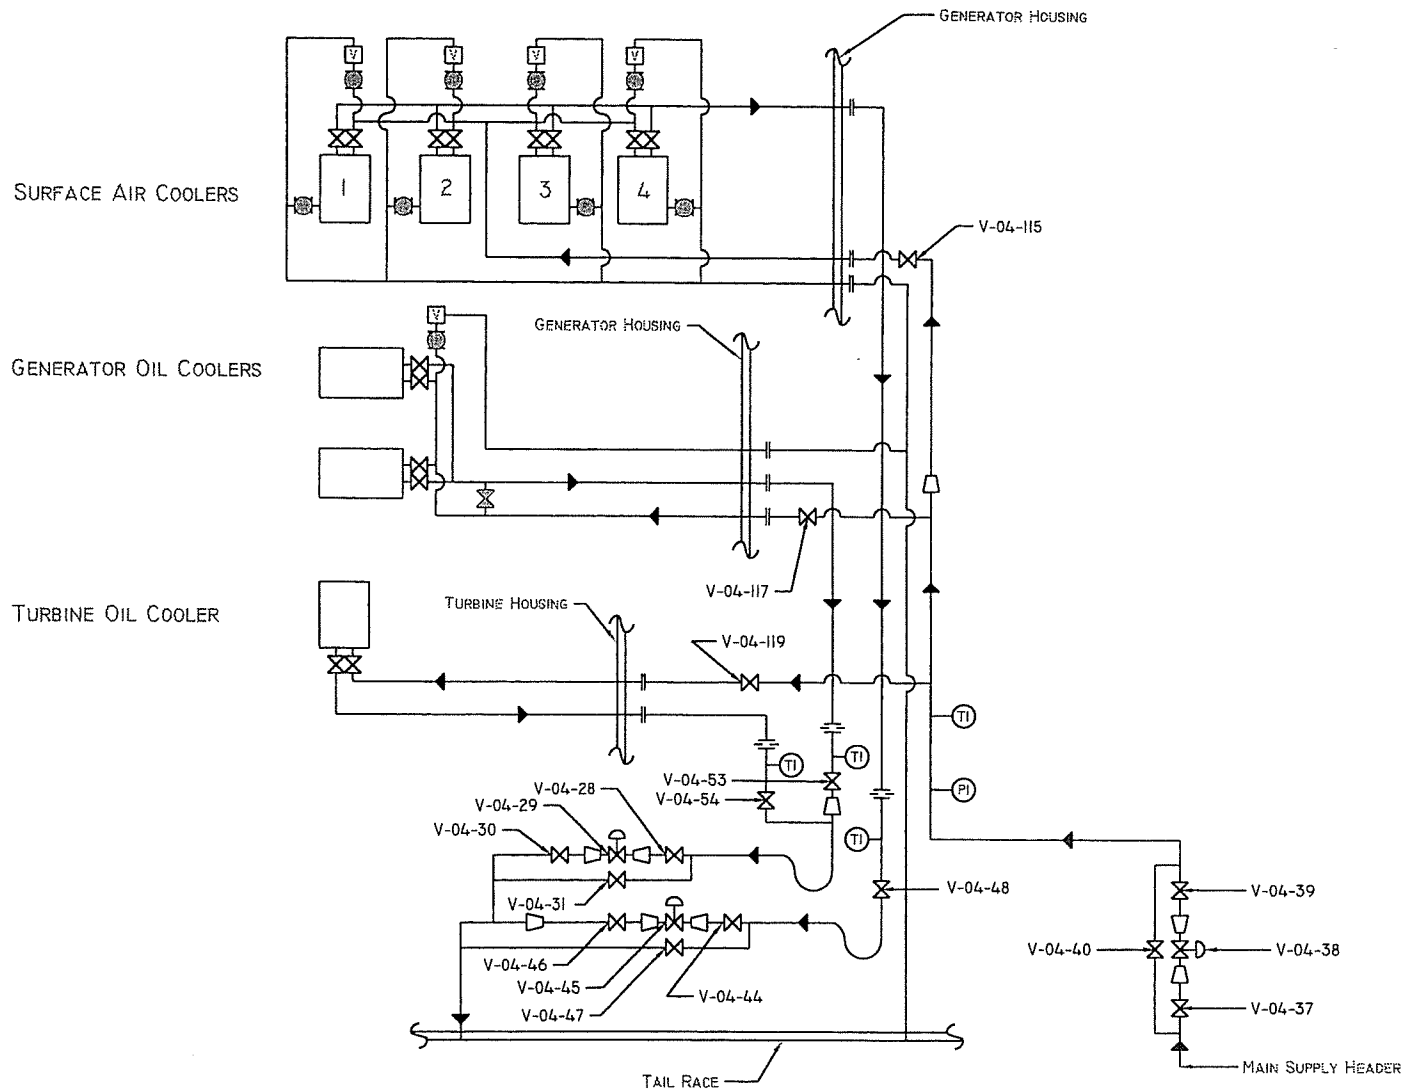 GENERATOR HOUSING
V
V
V
V
1
2
3
4
SURFACE AIR COOLERS
V-04-115
V
GENERATOR HOUSING
GENERATOR OIL COOLERS
V-04-117
TURBINE HOUSING
TURBINE OIL COOLER
V-04-119
TI
TI
TI
V-04-53
V-04-28
V-04-54
PI
V-04-29
V-04-30
TI
V-04-48
V-04-39
V-04-31
V-04-40
V-04-38
V-04-46
V-04-45
V-04-44
V-04-47
V-04-37
MAIN SUPPLY HEADER
TAIL RACE